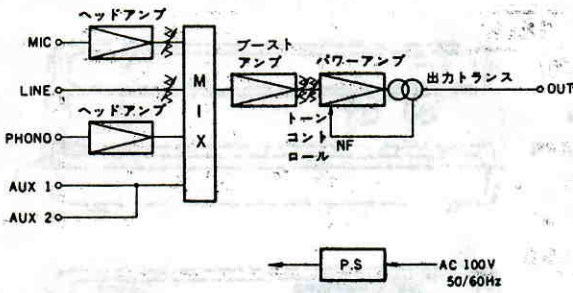 ヘッドアンプ
MIC
LINE
ヘッドアンプ
PHONO
AUX 1
AUX 2
M
I
X
ブースト
アンプ
パワーアンプ
トーン
コント
ロール
NF
出力トランス
OUT
P.S
AC 100V
50/60Hz